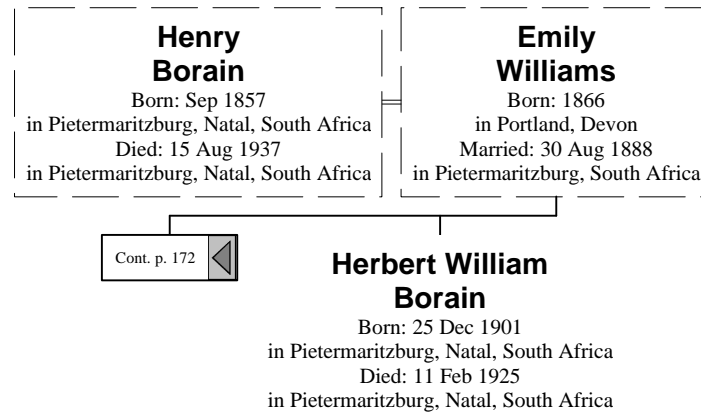 Henry
Borain
Born: Sep 1857
in Pietermaritzburg, Natal, South Africa
Died: 15 Aug 1937
in Pietermaritzburg, Natal, South Africa
Emily
Williams
Born: 1866
in Portland, Devon
Married: 30 Aug 1888
in Pietermaritzburg, South Africa
Cont. p. 172
Herbert William
Borain
Born: 25 Dec 1901
in Pietermaritzburg, Natal, South Africa
Died: 11 Feb 1925
in Pietermaritzburg, Natal, South Africa